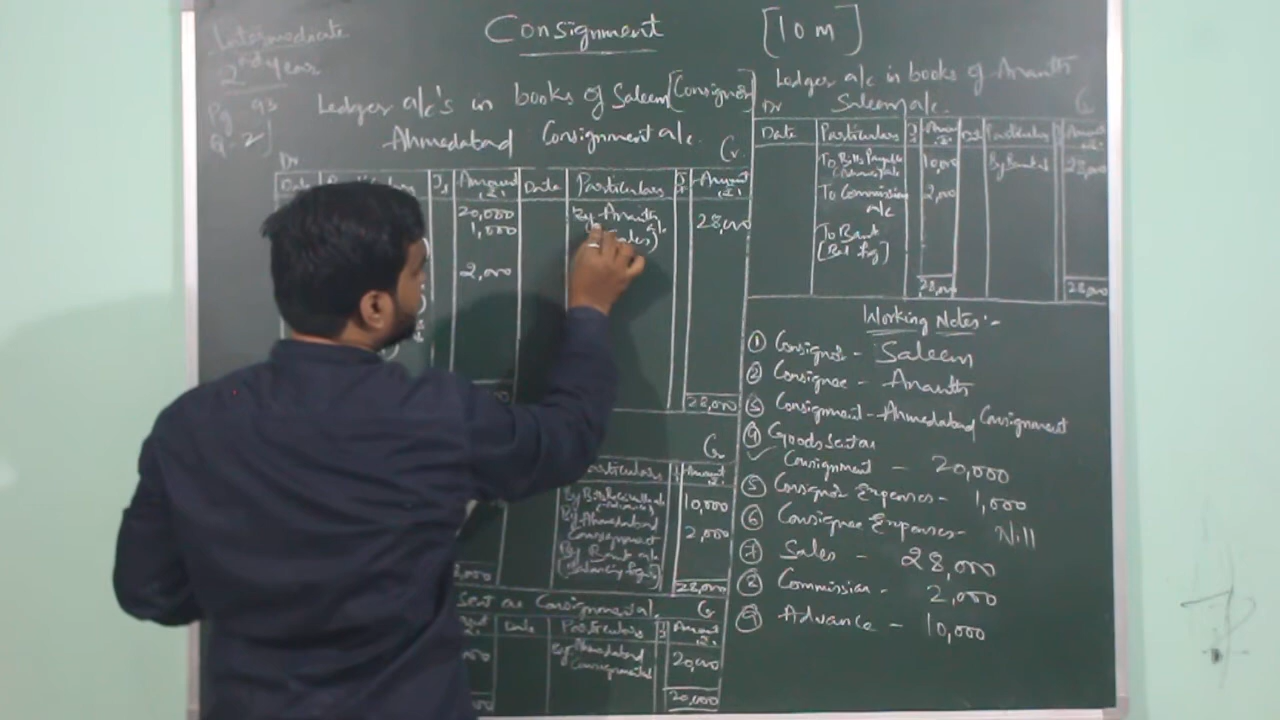 Intermediate
2nd Year
Pg 93
Q. 2]
Consignment [10 m]
Ledger a/c's in books of Saleem [Consignor]
Ahmedabad Consignment a/c.
Dr Cr.
Amount Date Particulars J.f Amount
20,000 By Ananth a/c 28,000
1,000 (Sales)
2,000
28,000
Cr
Particulars Amount
By Bills Receivable a/c 10,000
By Ahmedabad
Consignment 2,000
By Bank a/c
(Balancing figure)
28,000
Sent on Consignment a/c Cr
Date Particulars Amount
By Ahmedabad 20,000
Consignment
20,000
Ledger a/c in books of Ananth
Dr Saleem a/c. Cr
Date Particulars Amount Particulars Amount
To Bills Payable 10,000 By Bank a/c 28,000
To Commission 2,000
a/c
To Bank
[Bal fig]
28,000 28,000
Working Notes:-
① Consignor - Saleem
② Consignee - Ananth
③ Consignment - Ahmedabad Consignment
④ Goods sent on
Consignment - 20,000
⑤ Consignor Expenses - 1,000
⑥ Consignee Expenses - Nill
⑦ Sales - 28,000
⑧ Commission - 2,000
⑨ Advance - 10,000